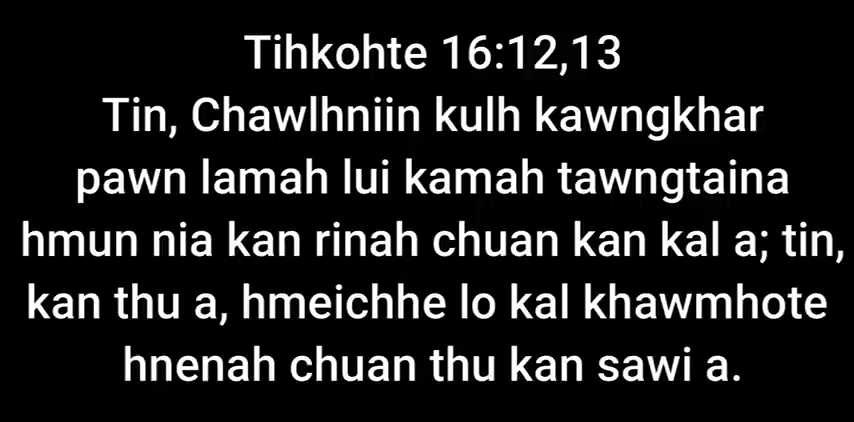 Tihkohte 16:12,13
Tin, Chawlhniin kulh kawngkhar
pawn lamah lui kamah tawngtaina
hmun nia kan rinah chuan kan kal a; tin,
kan thu a, hmeichhe lo kal khawmhote
hnenah chuan thu kan sawi a.